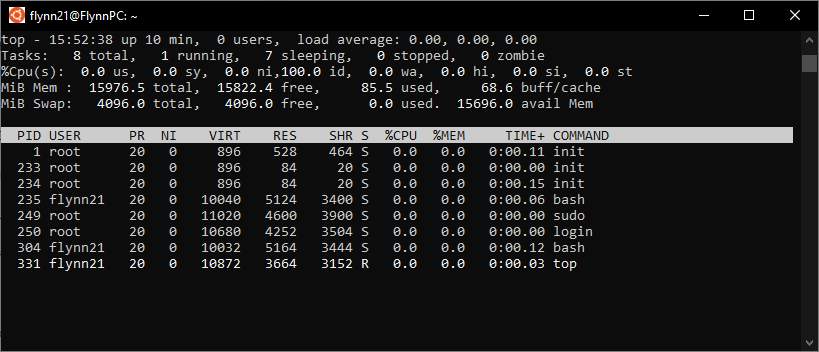 flynn21@FlynnPC: ~
top - 15:52:38 up 10 min,  0 users,  load average: 0.00, 0.00, 0.00
Tasks:   8 total,   1 running,   7 sleeping,   0 stopped,   0 zombie
%Cpu(s):  0.0 us,  0.0 sy,  0.0 ni,100.0 id,  0.0 wa,  0.0 hi,  0.0 si,  0.0 st
MiB Mem :  15976.5 total,  15822.4 free,     85.5 used,     68.6 buff/cache
MiB Swap:   4096.0 total,   4096.0 free,      0.0 used.  15696.0 avail Mem
PID USER      PR  NI    VIRT    RES    SHR S  %CPU  %MEM     TIME+ COMMAND
1 root      20   0     896    528    464 S   0.0   0.0   0:00.11 init
233 root      20   0     896     84     20 S   0.0   0.0   0:00.00 init
234 root      20   0     896     84     20 S   0.0   0.0   0:00.15 init
235 flynn21   20   0   10040   5124   3400 S   0.0   0.0   0:00.06 bash
249 root      20   0   11020   4600   3900 S   0.0   0.0   0:00.00 sudo
250 root      20   0   10680   4252   3504 S   0.0   0.0   0:00.00 login
304 flynn21   20   0   10032   5164   3444 S   0.0   0.0   0:00.12 bash
331 flynn21   20   0   10872   3664   3152 R   0.0   0.0   0:00.03 top